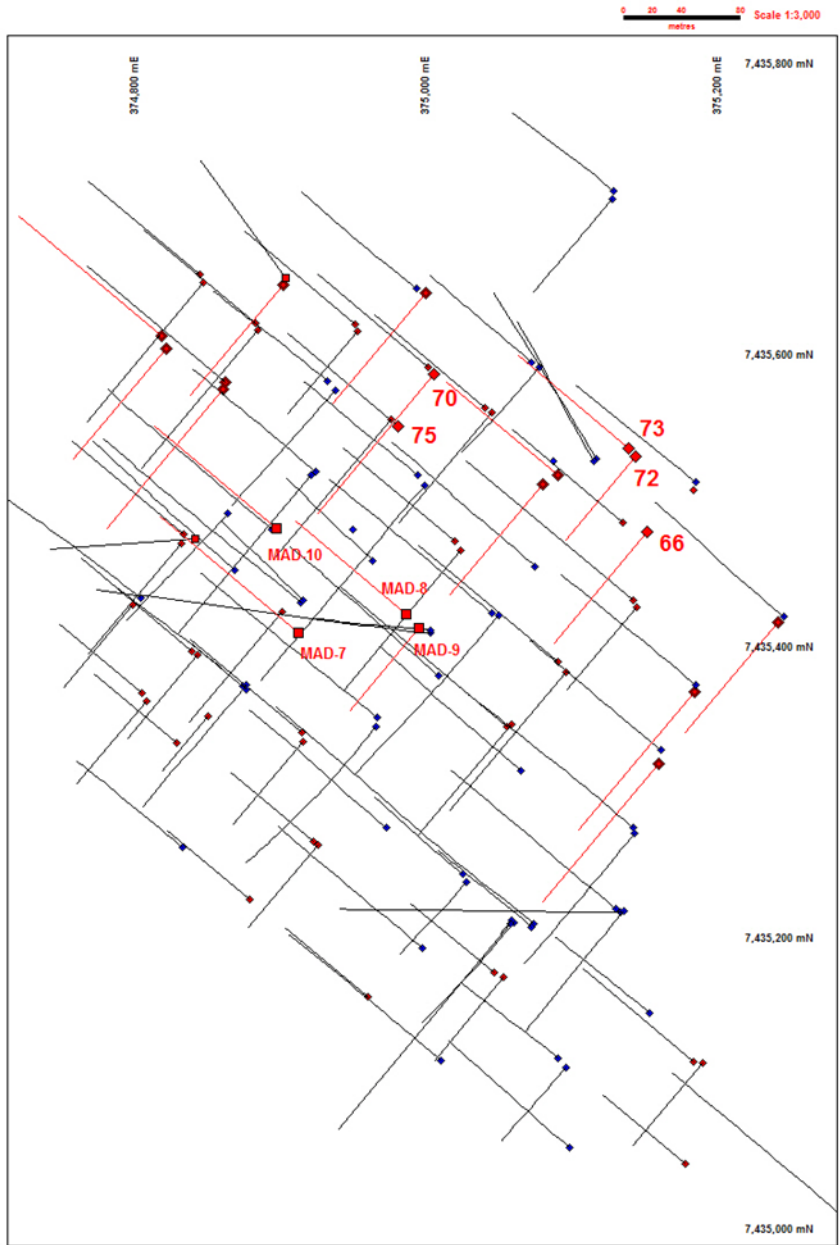 0 20 40 80
Scale 1:3,000
metres
374,800 mE
375,000 mE
375,200 mE
7,435,800 mN
7,435,600 mN
70
75
73
72
66
MAD-10
MAD-8
MAD-7
MAD-9
7,435,400 mN
7,435,200 mN
7,435,000 mN